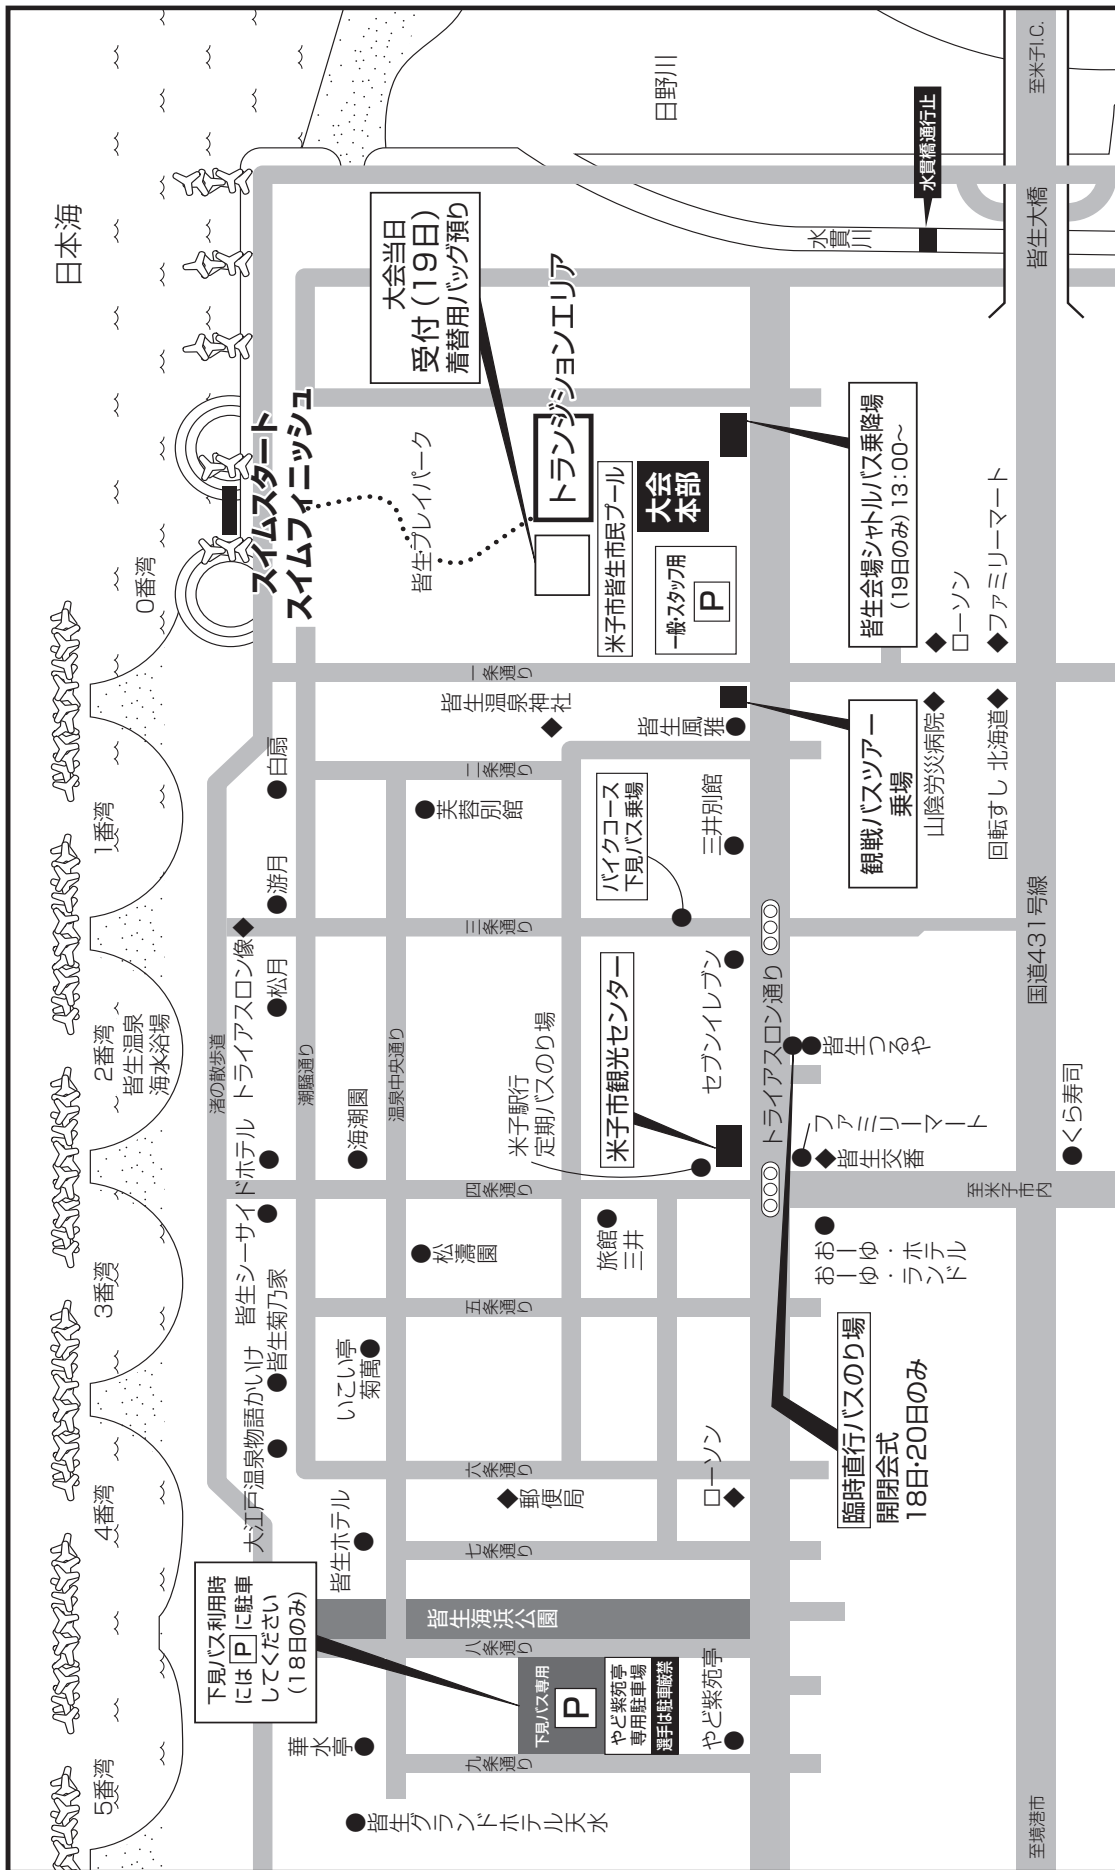 日本海
日野川
5番湾
4番湾
3番湾
2番湾
皆生温泉
海水浴場
1番湾
0番湾
スイムスタート
スイムフィニッシュ
大会当日
受付(19日)
着替用バッグ預り
トランジションエリア
皆生プレイパーク
米子市皆生市民プール
大会
本部
一般・スタッフ用
P
水貫川
水貫橋通行止
皆生大橋
至米子I.C.
皆生会場シャトルバス乗降場
(19日のみ)13:00〜
観戦バスツアー
乗場
ローソン
ファミリーマート
山陰労災病院
回転すし 北海道
国道431号線
一条通り
皆生温泉神社
皆生風雅
二条通り
白扇
芙蓉別館
三井別館
バイクコース
下見バス乗場
游月
三条通り
トライアスロン像
松月
渚の散歩道
潮騒通り
温泉中央通り
海潮園
皆生シーサイドホテル
米子駅行
定期バスのり場
米子市観光センター
セブンイレブン
トライアスロン通り
皆生つるや
ファミリーマート
皆生交番
くら寿司
至米子市内
四条通り
松濤園
旅館
三井
おーゆ・ホテル
おーゆ・ランド
五条通り
皆生菊乃家
大江戸温泉物語かいけ
いこい亭
菊萬
六条通り
郵便局
ローソン
臨時直行バスのり場
開閉会式
18日・20日のみ
七条通り
皆生ホテル
皆生海浜公園
八条通り
下見バス利用時
には P に駐車
してください
(18日のみ)
下見バス専用
P
やど紫苑亭
専用駐車場
選手は駐車厳禁
やど紫苑亭
九条通り
華水亭
皆生グランドホテル天水
至境港市